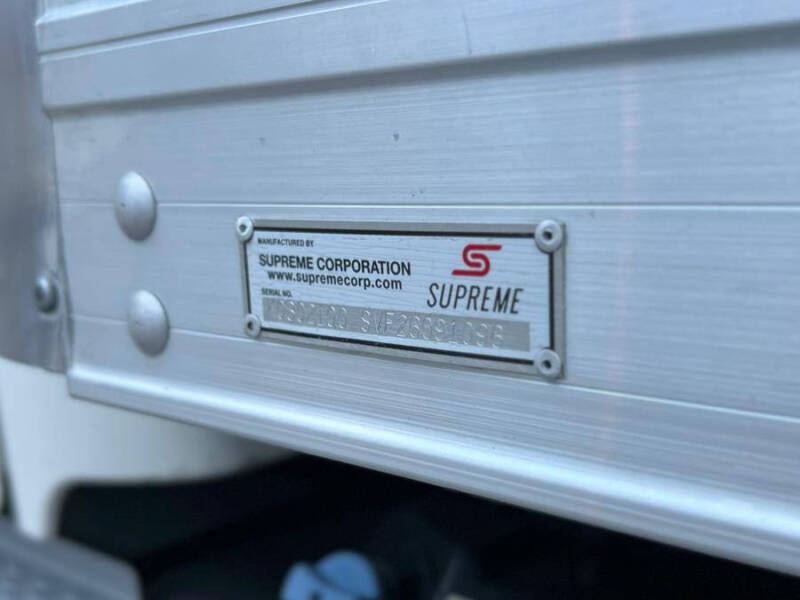 MANUFACTURED BY
SUPREME CORPORATION
www.supremecorp.com
SERIAL NO.
SUPREME